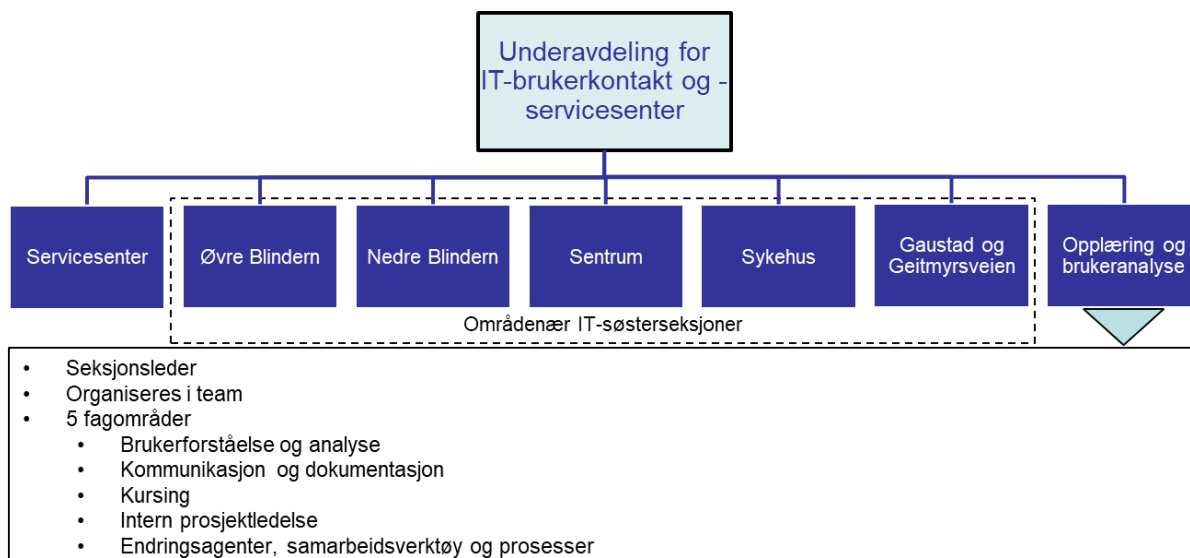 Underavdeling for
IT-brukerkontakt og -
servicesenter
Servicesenter
Øvre Blindern
Nedre Blindern
Sentrum
Sykehus
Gaustad og
Geitmyrsveien
Opplæring og
brukeranalyse
Områdenær IT-søsterseksjoner
• Seksjonsleder
• Organiseres i team
• 5 fagområder
• Brukerforståelse og analyse
• Kommunikasjon og dokumentasjon
• Kursing
• Intern prosjektledelse
• Endringsagenter, samarbeidsverktøy og prosesser